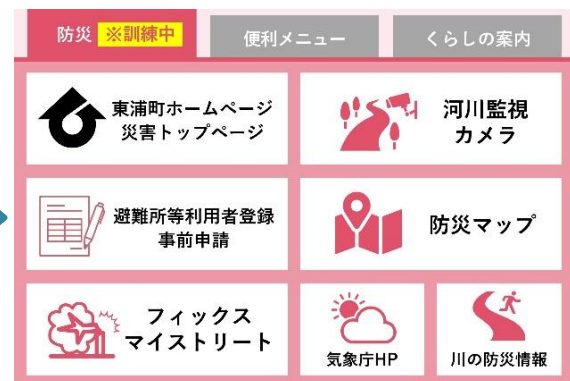 防災 ※訓練中
便利メニュー
くらしの案内
東浦町ホームページ
災害トップページ
河川監視
カメラ
避難所等利用者登録
事前申請
防災マップ
フィックス
マイストリート
気象庁HP
川の防災情報